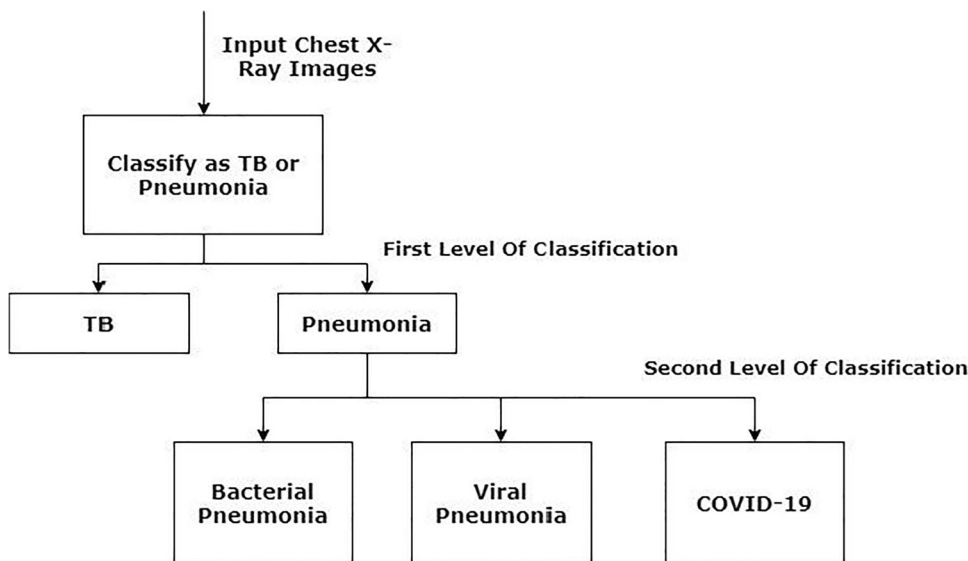 Input Chest X-
Ray Images
Classify as TB or
Pneumonia
First Level Of Classification
TB
Pneumonia
Second Level Of Classification
Bacterial
Pneumonia
Viral
Pneumonia
COVID-19